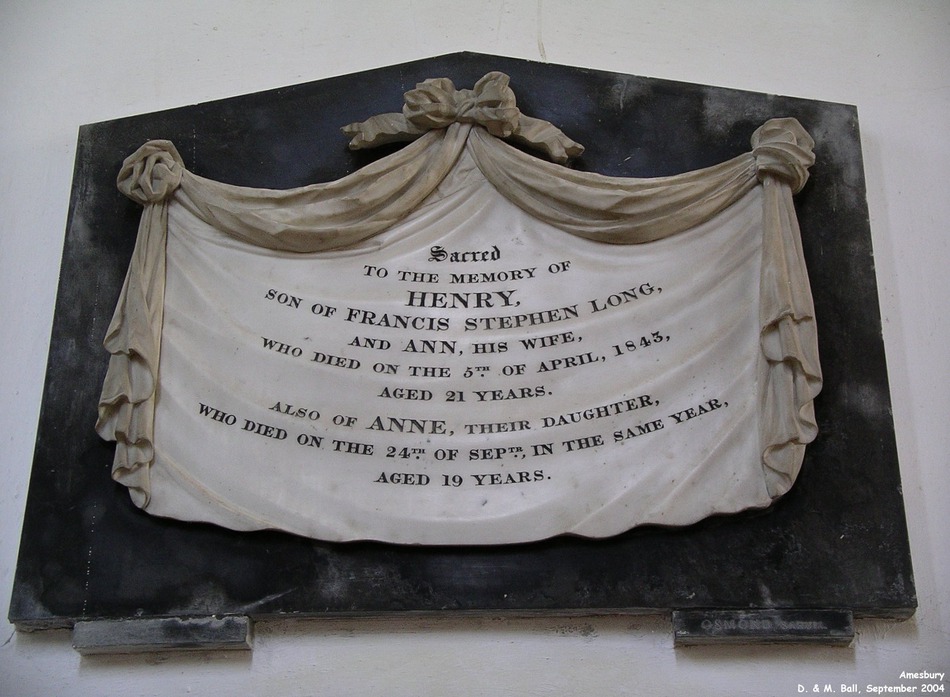 Sacred
TO THE MEMORY OF
HENRY,
SON OF FRANCIS STEPHEN LONG,
AND ANN, HIS WIFE,
WHO DIED ON THE 5TH. OF APRIL, 1843,
AGED 21 YEARS.
ALSO OF ANNE, THEIR DAUGHTER,
WHO DIED ON THE 24TH. OF SEPTR., IN THE SAME YEAR,
AGED 19 YEARS.
OSMOND, SARUM.
Amesbury
D. & M. Ball, September 2004